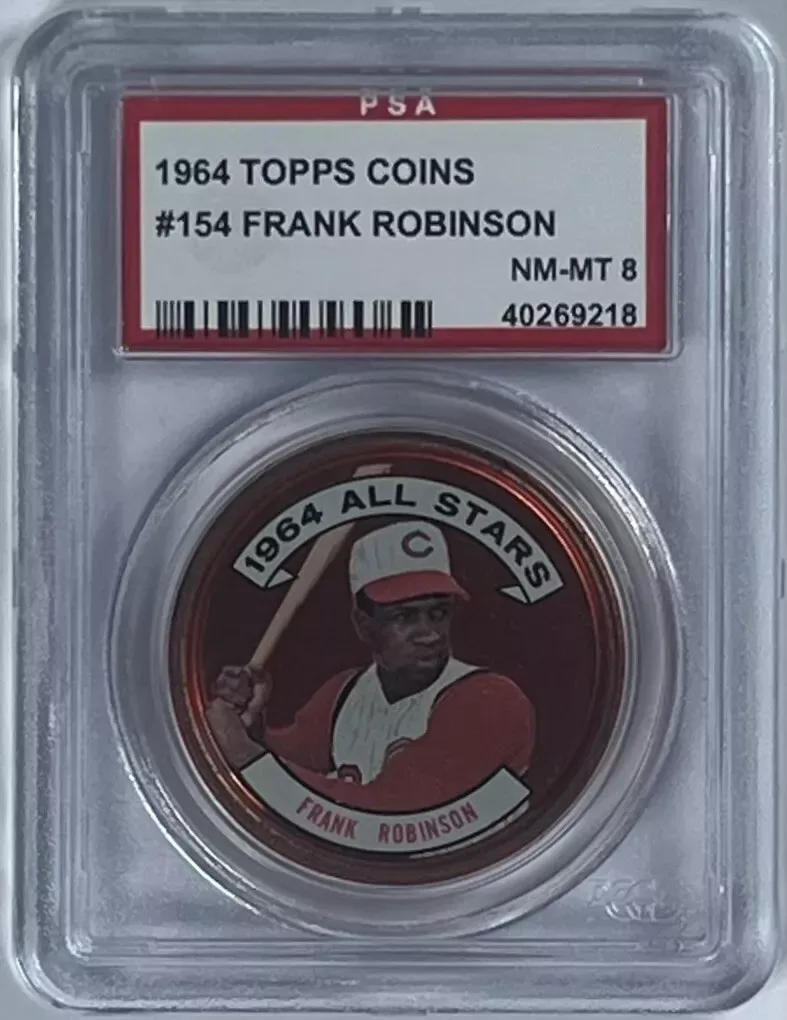 PSA
1964 TOPPS COINS
#154 FRANK ROBINSON
NM-MT 8
40269218
1964 ALL STARS
C
FRANK ROBINSON